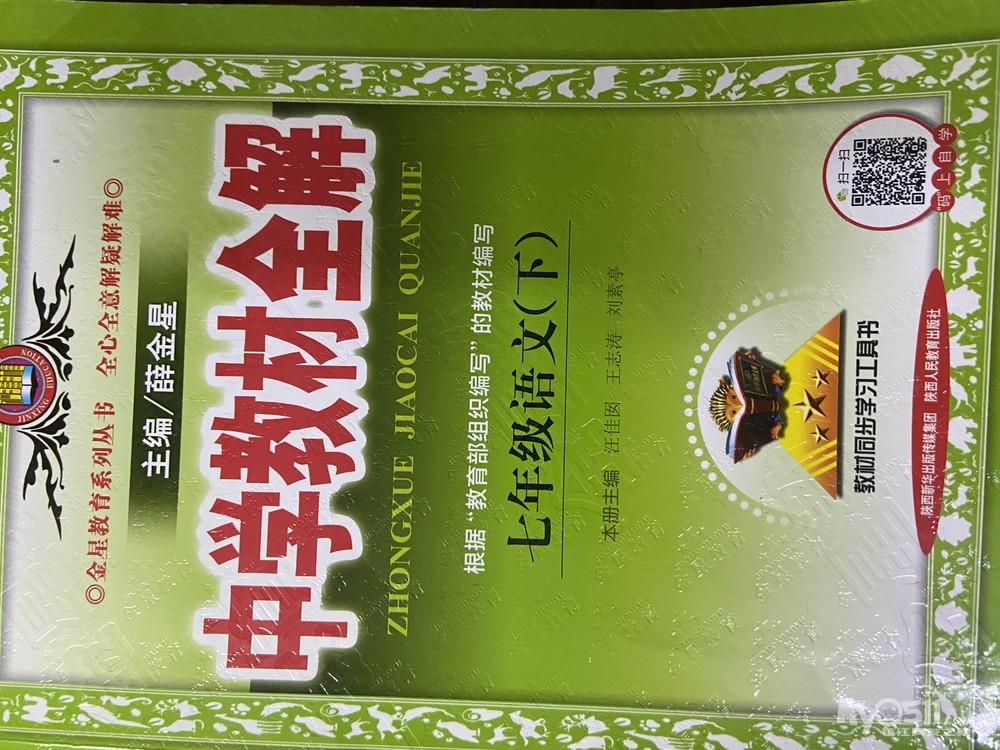 JINXING EDUCATION
◎金星教育系列丛书 全心全意解疑解难◎
主编/薛金星
中学教材全解
ZHONGXUE JIAOCAI QUANJIE
根据“教育部组织编写”的教材编写
七年级语文(下)
本册主编 汪佳囡 王志涛 刘素亭
教材同步学习工具书
扫一扫
“码”上自学
陕西新华出版传媒集团 陕西人民教育出版社